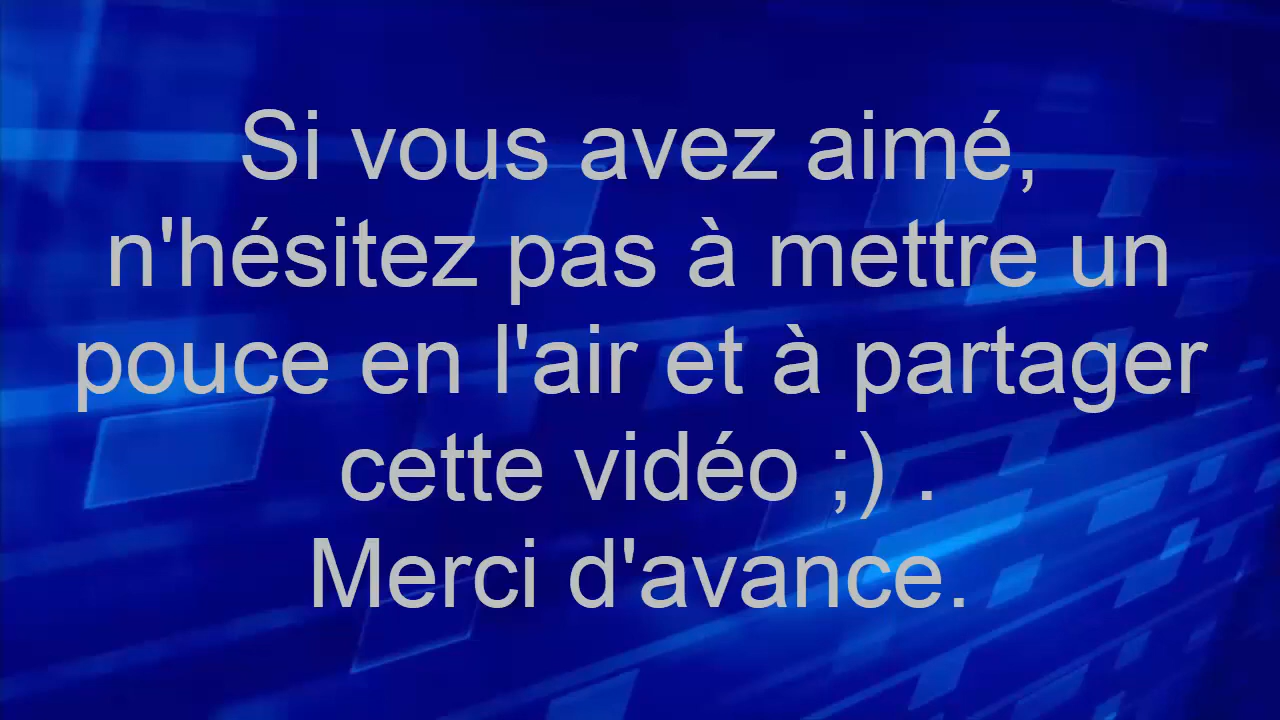 Si vous avez aimé,
n'hésitez pas à mettre un
pouce en l'air et à partager
cette vidéo ;) .
Merci d'avance.